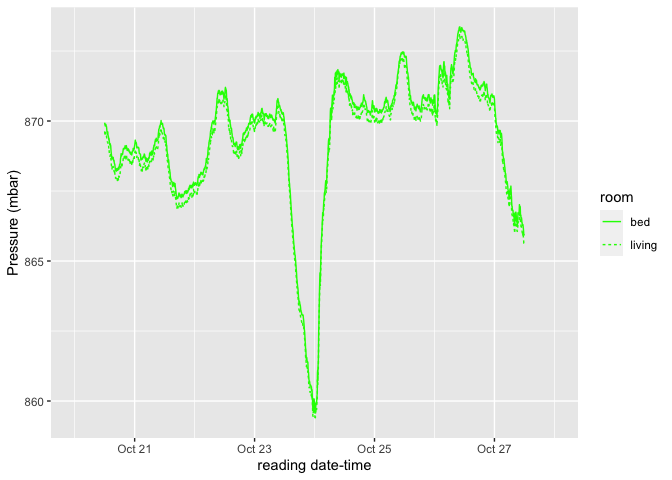 Pressure (mbar)
870
865
860
Oct 21
Oct 23
Oct 25
Oct 27
reading date-time
room
bed
living